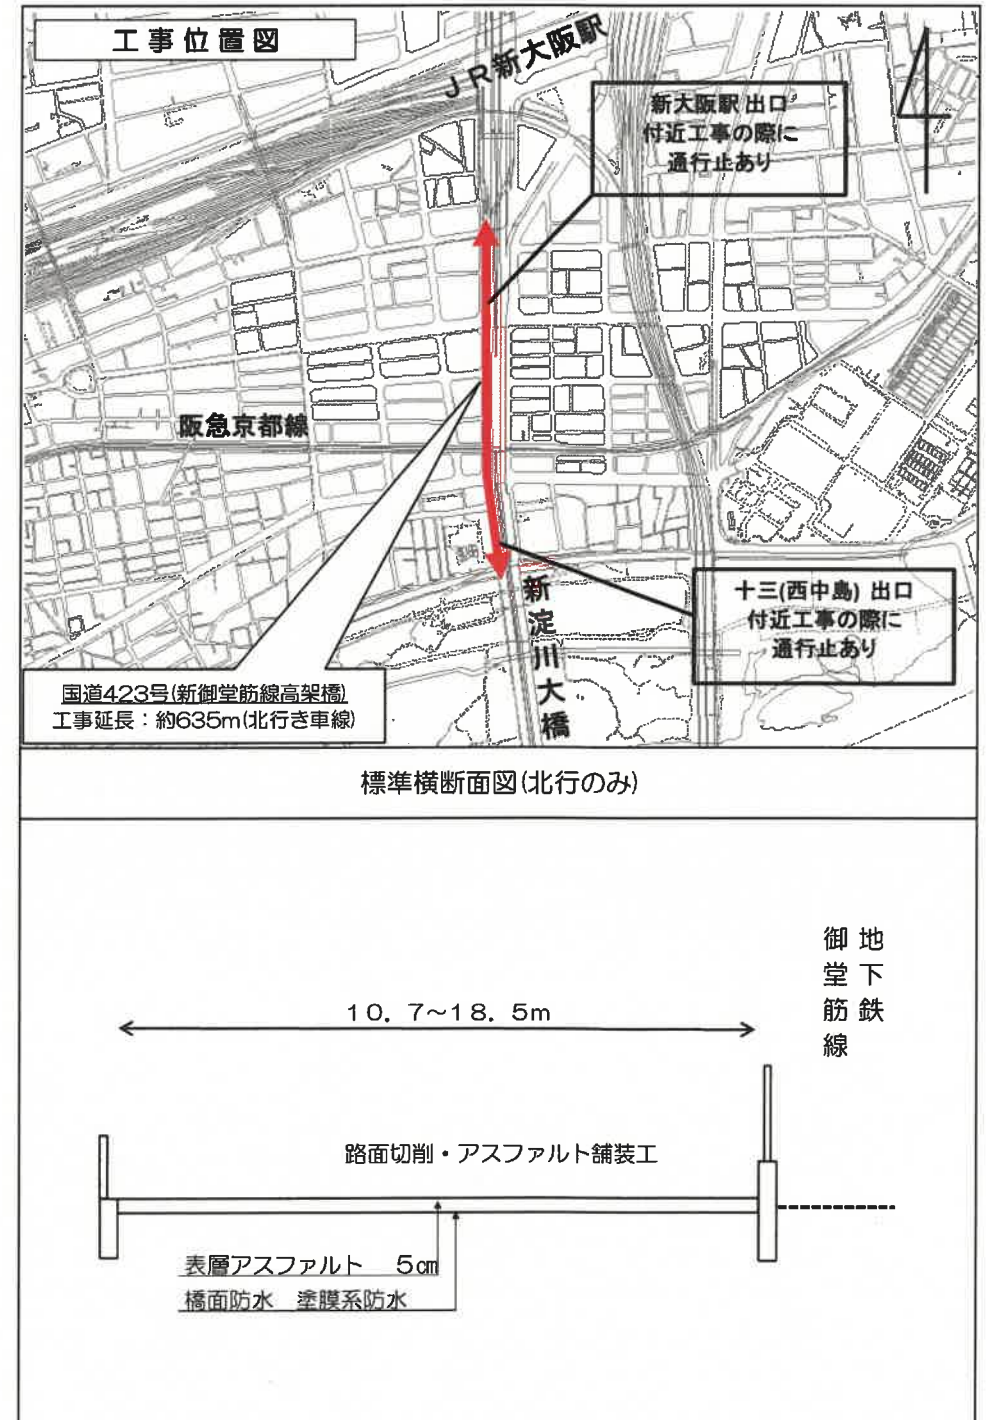 工事位置図
JR新大阪駅
新大阪駅 出口
付近工事の際に
通行止あり
阪急京都線
十三(西中島) 出口
付近工事の際に
通行止あり
新淀川大橋
国道423号(新御堂筋線高架橋)
工事延長：約635m(北行き車線)
標準横断面図(北行のみ)
地下鉄
御堂筋線
10．7～18．5m
路面切削・アスファルト舗装工
表層アスファルト　5㎝
橋面防水　塗膜系防水